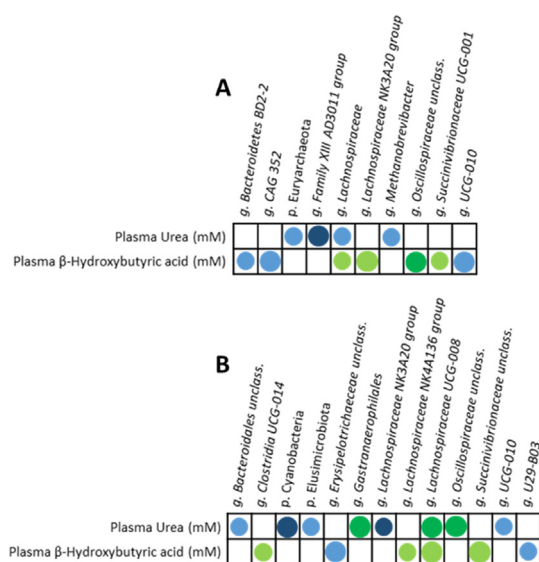 A
g. Bacteroidetes BD2-2
g. CAG 352
p. Euryarchaeota
g. Family XIII AD3011 group
g. Lachnospiraceae
g. Lachnospiraceae NK3A20 group
g. Methanobrevibacter
g. Oscillospiraceae unclass.
g. Succinivibrionaceae UCG-001
g. UCG-010
Plasma Urea (mM)
Plasma β-Hydroxybutyric acid (mM)
B
g. Bacteroidales unclass.
g. Clostridia UCG-014
p. Cyanobacteria
p. Elusimicrobiota
g. Erysipelotrichaeceae unclass.
g. Gastranaerophilales
g. Lachnospiraceae NK3A20 group
g. Lachnospiraceae NK4A136 group
g. Lachnospiraceae UCG-008
g. Oscillospiraceae unclass.
g. Succinivibrionaceae unclass.
g. UCG-010
g. U29-B03
Plasma Urea (mM)
Plasma β-Hydroxybutyric acid (mM)